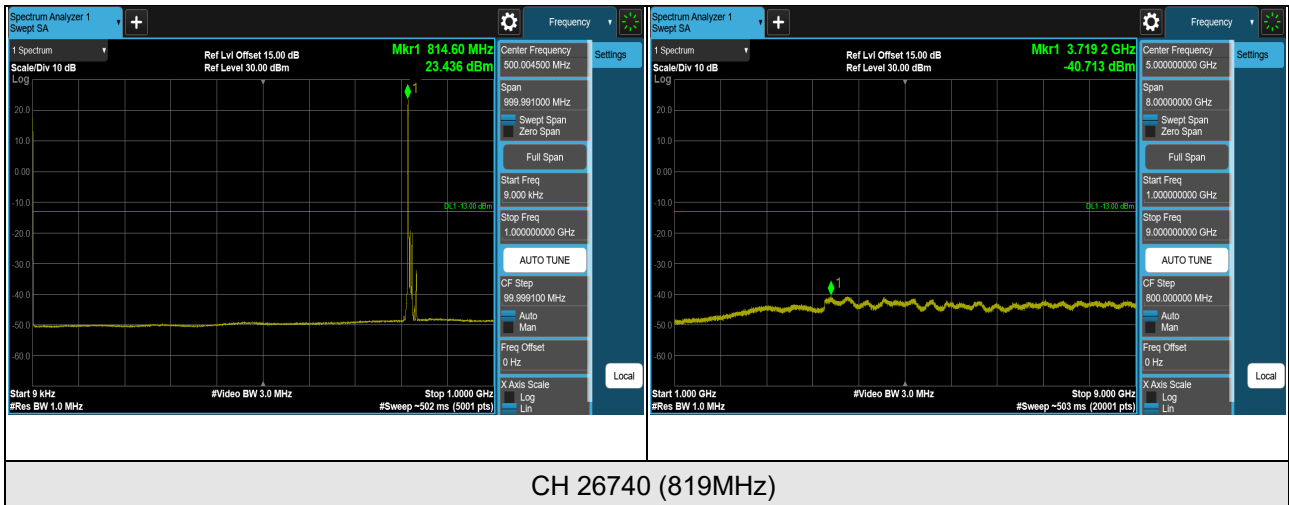 Spectrum Analyzer 1
Swept SA
+
Frequency
1 Spectrum
Ref Lvl Offset 15.00 dB
Mkr1 814.60 MHz
Scale/Div 10 dB
Ref Level 30.00 dBm
23.436 dBm
Log
1
20.0
10.0
0.00
-10.0
DL1 -13.00 dBm
-20.0
-30.0
-40.0
-50.0
-60.0
Start 9 kHz
#Video BW 3.0 MHz
Stop 1.0000 GHz
#Res BW 1.0 MHz
#Sweep ~502 ms (5001 pts)
Center Frequency
500.004500 MHz
Settings
Span
999.991000 MHz
Swept Span
Zero Span
Full Span
Start Freq
9.000 kHz
Stop Freq
1.000000000 GHz
AUTO TUNE
CF Step
99.999100 MHz
Auto
Man
Freq Offset
0 Hz
Local
X Axis Scale
Log
Lin
Spectrum Analyzer 1
Swept SA
+
Frequency
1 Spectrum
Ref Lvl Offset 15.00 dB
Mkr1 3.719 2 GHz
Scale/Div 10 dB
Ref Level 30.00 dBm
-40.713 dBm
Log
20.0
10.0
0.00
-10.0
DL1 -13.00 dBm
-20.0
-30.0
1
-40.0
-50.0
-60.0
Start 1.000 GHz
#Video BW 3.0 MHz
Stop 9.000 GHz
#Res BW 1.0 MHz
#Sweep ~503 ms (20001 pts)
Center Frequency
5.000000000 GHz
Settings
Span
8.00000000 GHz
Swept Span
Zero Span
Full Span
Start Freq
1.000000000 GHz
Stop Freq
9.000000000 GHz
AUTO TUNE
CF Step
800.000000 MHz
Auto
Man
Freq Offset
0 Hz
Local
X Axis Scale
Log
Lin
CH 26740 (819MHz)